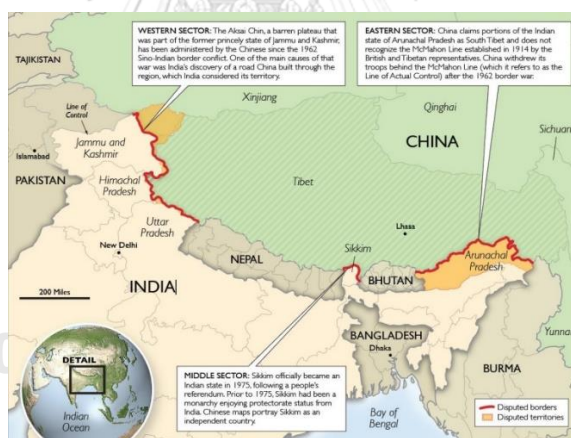 WESTERN SECTOR: The Aksai Chin, a barren plateau that
was part of the former princely state of Jammu and Kashmir,
has been administered by the Chinese since the 1962
Sino-Indian border conflict. One of the main causes of that
war was India's discovery of a road China built through the
region, which India considered its territory.
EASTERN SECTOR: China claims portions of the Indian
state of Arunachal Pradesh as South Tibet and does not
recognize the McMahon Line established in 1914 by the
British and Tibetan representatives. China withdrew its
troops behind the McMahon Line (which it refers to as the
Line of Actual Control) after the 1962 border war.
TAJIKISTAN
Xinjiang
Qinghai
Line of
Control
CHINA
Sichuan
Islamabad
Jammu and
Kashmir
PAKISTAN
Himachal
Pradesh
Tibet
Uttar
Pradesh
Lhasa
New Delhi
Sikkim
NEPAL
Arunachal
Pradesh
200 Miles
INDIA
BHUTAN
Yunnan
BANGLADESH
Dhaka
BURMA
DETAIL
Indian
Ocean
MIDDLE SECTOR: Sikkim officially became an
Indian state in 1975, following a people's
referendum. Prior to 1975, Sikkim had been a
monarchy enjoying protectorate status from
India. Chinese maps portray Sikkim as an
independent country.
Bay of
Bengal
Disputed borders
Disputed territories